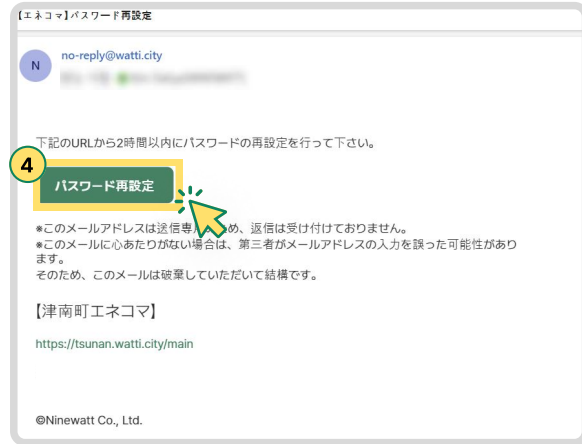 【エネコマ】パスワード再設定
N
no-reply@watti.city
下記のURLから2時間以内にパスワードの再設定を行って下さい。
4
パスワード再設定
*このメールアドレスは送信専 め、返信は受け付けておりません。
*このメールに心あたりがない場合は、第三者がメールアドレスの入力を誤った可能性があり
ます。
そのため、このメールは破棄していただいて結構です。
【津南町エネコマ】
https://tsunan.watti.city/main
©Ninewatt Co., Ltd.